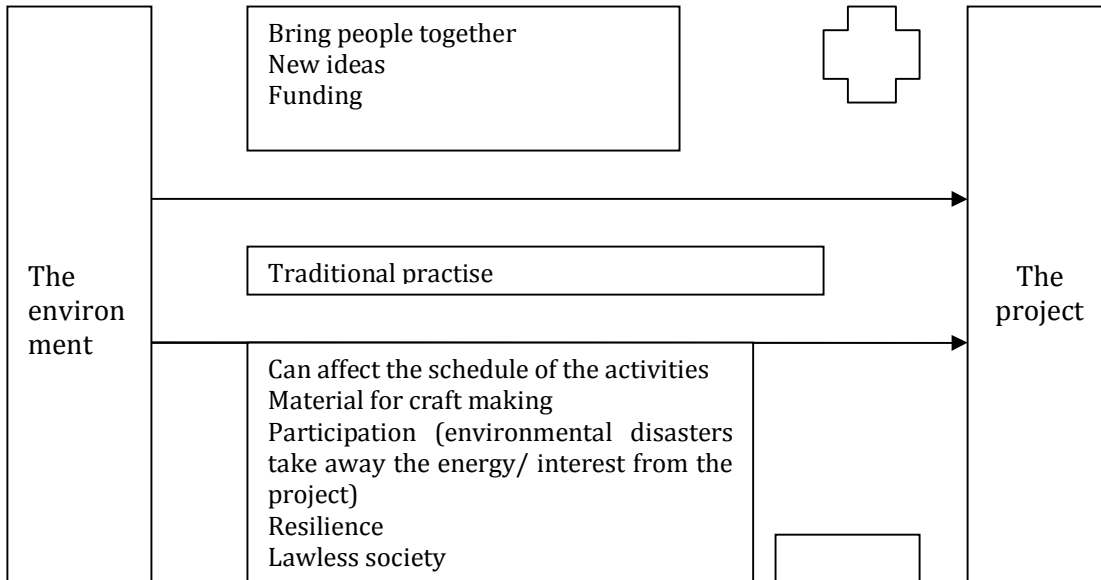 Bring people together
New ideas
Funding
The
environ
ment
Traditional practise
The
project
Can affect the schedule of the activities
Material for craft making
Participation (environmental disasters
take away the energy/ interest from the
project)
Resilience
Lawless society